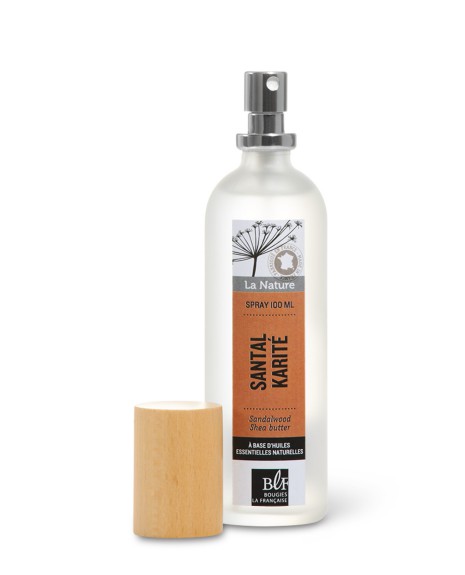 La Nature
SPRAY 100 ML
SANTAL
KARITÉ
Sandalwood
Shea butter
À BASE D'HUILES
ESSENTIELLES NATURELLES
BLF
BOUGIES
LA FRANÇAISE